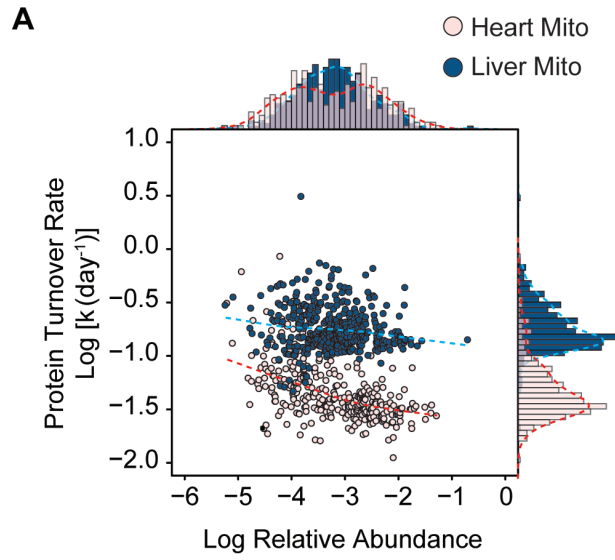 A
Heart Mito
Liver Mito
Protein Turnover Rate
Log [k (day⁻¹)]
1.0
0.5
0.0
−0.5
−1.0
−1.5
−2.0
−6 −5 −4 −3 −2 −1 0
Log Relative Abundance